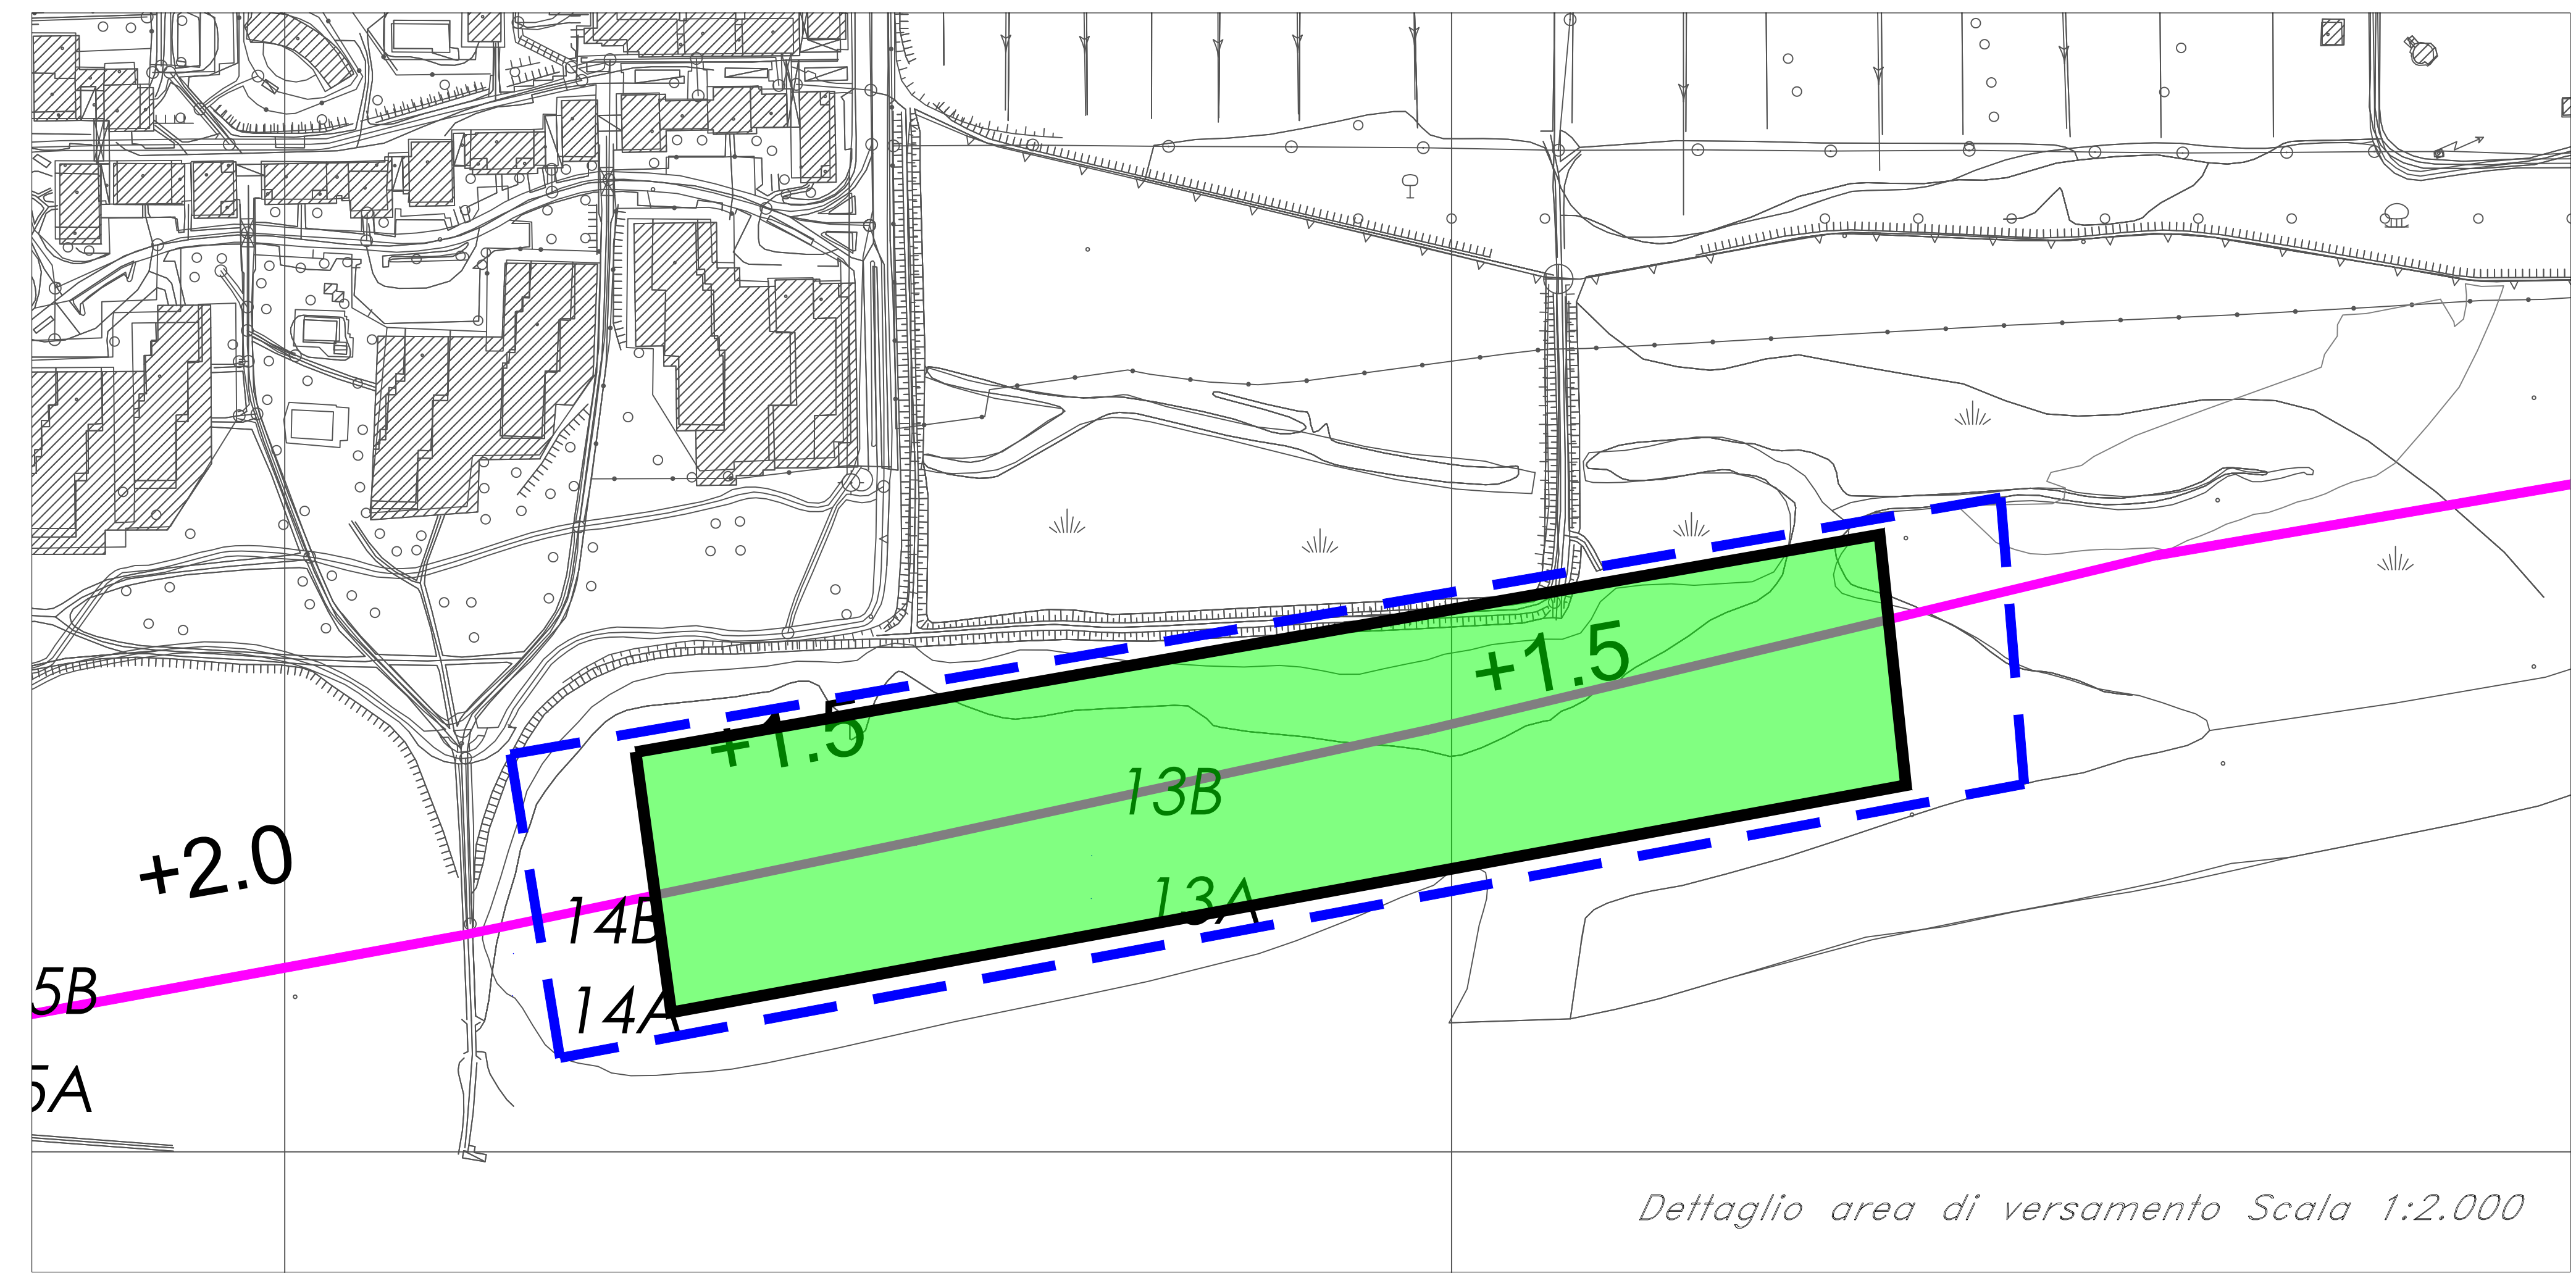 +1.5
+1.5
13B
+2.0
13A
14B
5B
14A
5A
Dettaglio area di versamento Scala 1:2.000